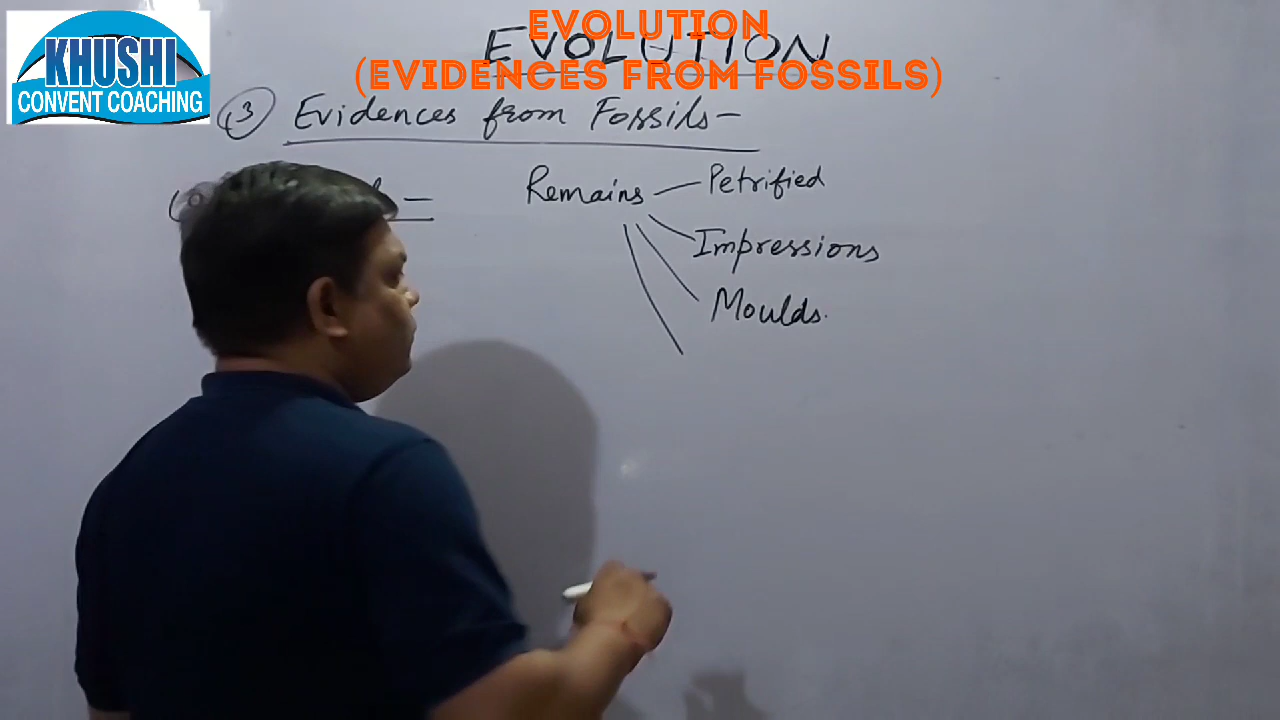 EVOLUTION
(EVIDENCES FROM FOSSILS)
KHUSHI
CONVENT COACHING
EVOLUTION
3 Evidences from Fossils-
Remains
Petrified
Impressions
Moulds.